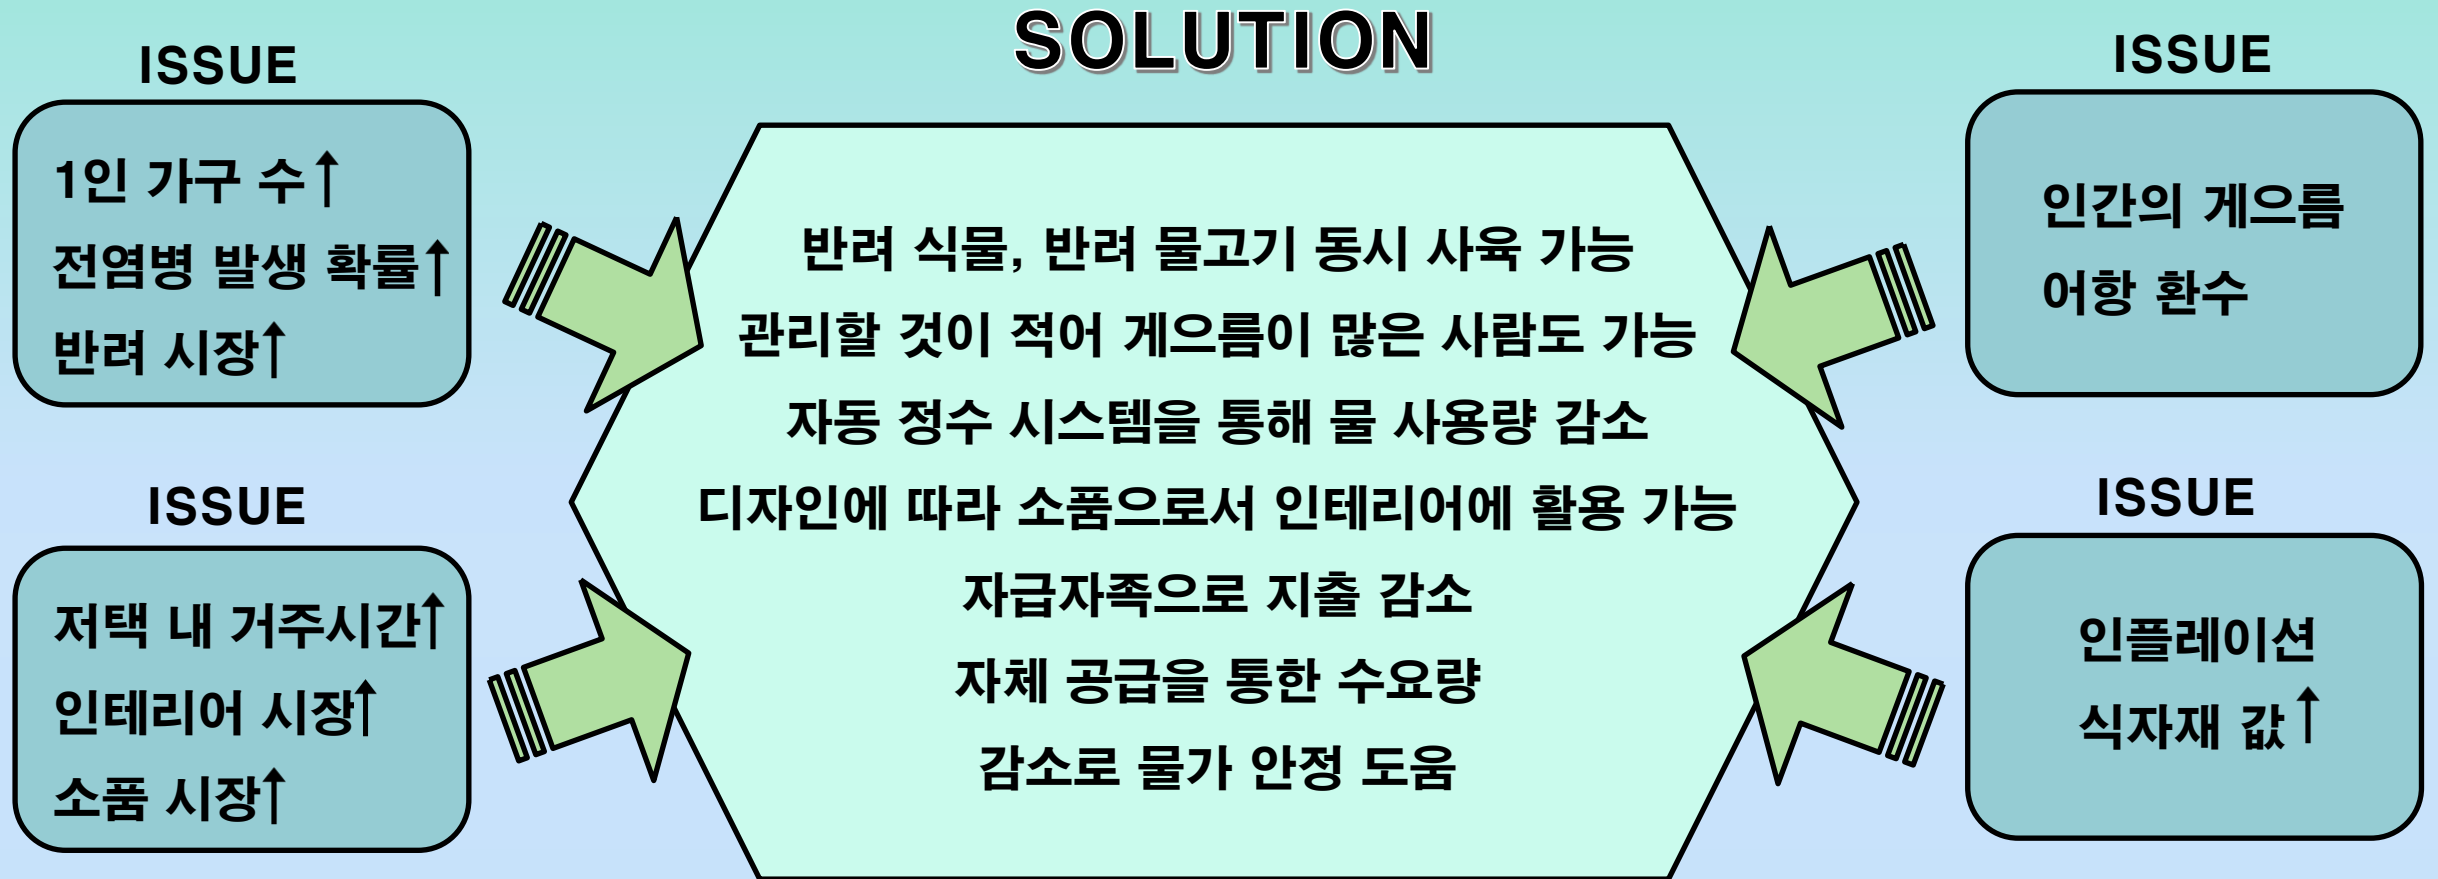 SOLUTION
ISSUE
1인 가구 수↑
전염병 발생 확률↑
반려 시장↑
ISSUE
저택 내 거주시간↑
인테리어 시장↑
소품 시장↑
반려 식물, 반려 물고기 동시 사육 가능
관리할 것이 적어 게으름이 많은 사람도 가능
자동 정수 시스템을 통해 물 사용량 감소
디자인에 따라 소품으로서 인테리어에 활용 가능
자급자족으로 지출 감소
자체 공급을 통한 수요량
감소로 물가 안정 도움
ISSUE
인간의 게으름
어항 환수
ISSUE
인플레이션
식자재 값↑